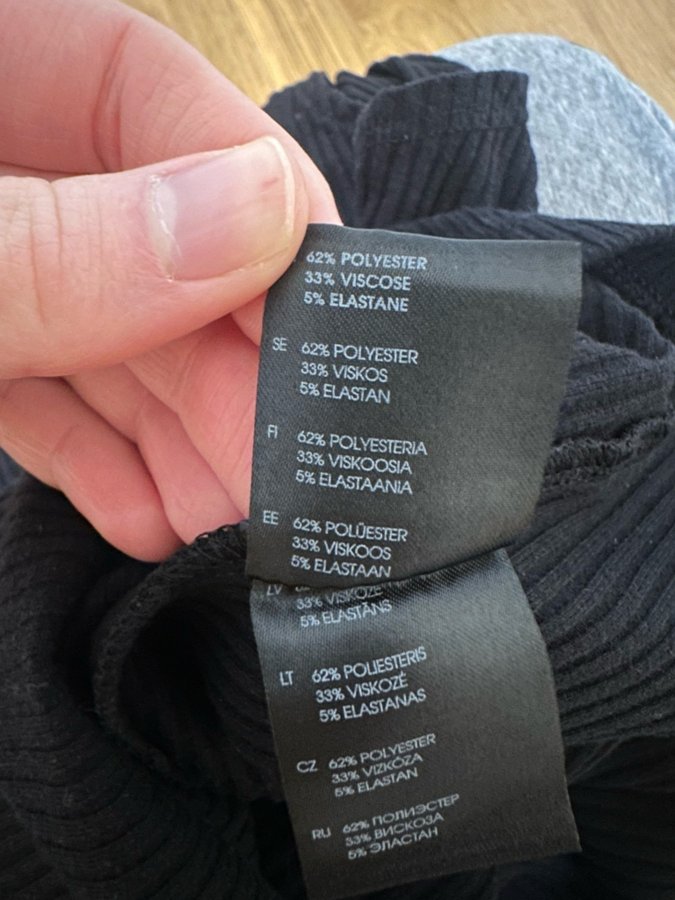 62% POLYESTER
33% VISCOSE
5% ELASTANE
SE 62% POLYESTER
33% VISKOS
5% ELASTAN
FI 62% POLYESTERIA
33% VISKOOSIA
5% ELASTAANIA
EE 62% POLÜESTER
33% VISKOOS
5% ELASTAAN
LV
33% VISKOZE
5% ELASTĀNS
LT 62% POLIESTERIS
33% VISKOZĖ
5% ELASTANAS
CZ 62% POLYESTER
33% VIZKÓZA
5% ELASTAN
RU 62% ПОЛИЭСТЕР
33% ВИСКОЗА
5% ЭЛАСТАН